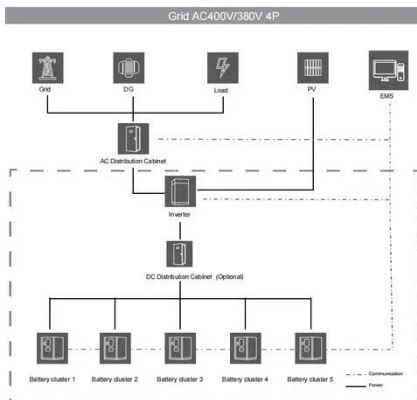 Grid AC400V/380V 4P
Grid
DG
Load
PV
EMS
AC Distribution Cabinet
Inverter
DC Distribution Cabinet (Optional)
Battery cluster 1
Battery cluster 2
Battery cluster 3
Battery cluster 4
Battery cluster 5
Communication
Power